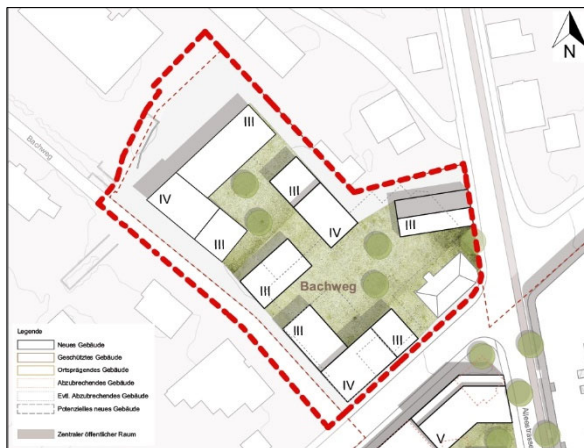 N
III
Bachweg
III
IV
III
III
III
IV
Bachweg
III
III
III
IV
V
Legende
Neues Gebäude
Geschütztes Gebäude
Ortsprägendes Gebäude
Abzubrechendes Gebäude
Evtl. Abzubrechendes Gebäude
Potenzielles neues Gebäude
Zentraler öffentlicher Raum